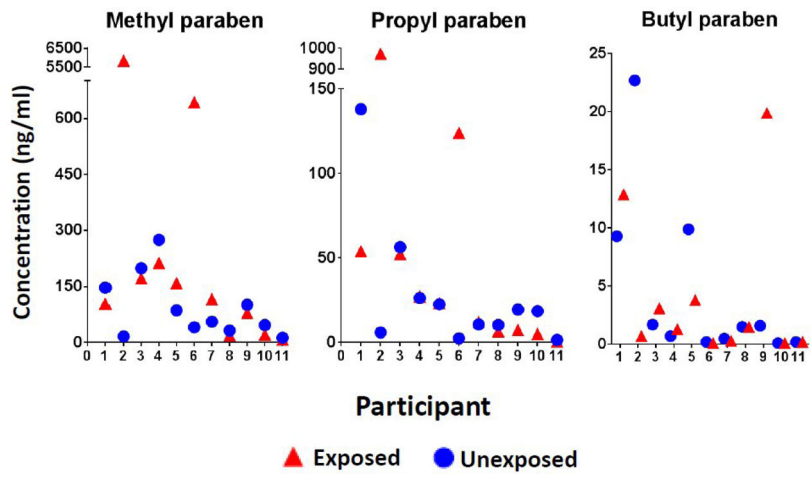 Methyl paraben Propyl paraben Butyl paraben
Concentration (ng/ml)
6500
5500
600
450
300
150
0
0 1 2 3 4 5 6 7 8 9 10 11
1000
900
150
100
50
0
0 1 2 3 4 5 6 7 8 9 10 11
25
20
15
10
5
0
1 2 3 4 5 6 7 8 9 10 11
Participant
Exposed Unexposed